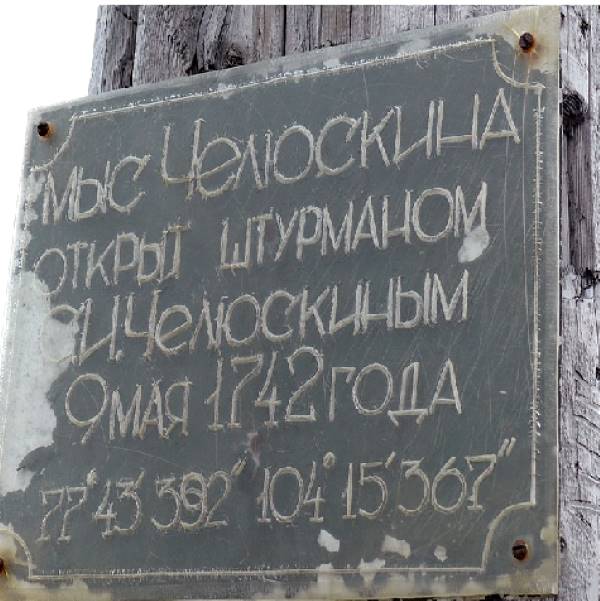 мыс Челюскина
открыт штурманом
С.И. Челюскиным
9 мая 1742 года
77° 43′ 392″ 104° 15′ 367″